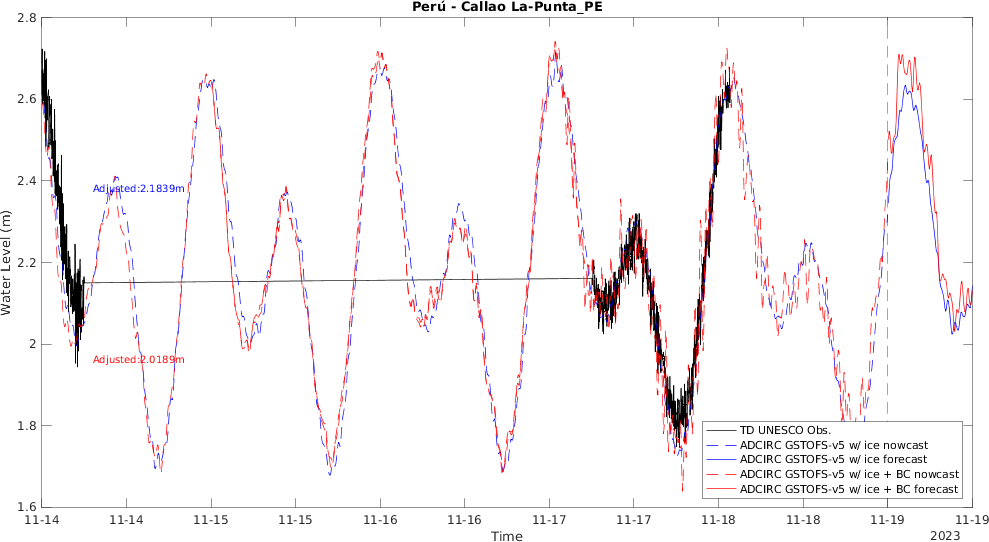 Perú - Callao La-Punta_PE
2.8
2.6
2.4
2.2
2
1.8
1.6
Water Level (m)
Adjusted:2.1839m
Adjusted:2.0189m
TD UNESCO Obs.
ADCIRC GSTOFS-v5 w/ ice nowcast
ADCIRC GSTOFS-v5 w/ ice forecast
ADCIRC GSTOFS-v5 w/ ice + BC nowcast
ADCIRC GSTOFS-v5 w/ ice + BC forecast
11-14 11-14 11-15 11-15 11-16 11-16 11-17 11-17 11-18 11-18 11-19 11-19
Time
2023